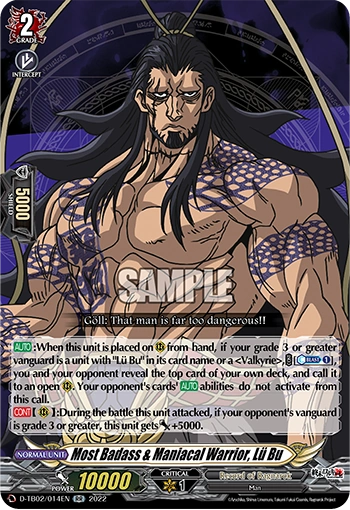 2
GRADE
INTERCEPT
5000
SHIELD
SAMPLE
Göll: That man is far too dangerous!!
AUTO :When this unit is placed on R from hand, if your grade 3 or greater
vanguard is a unit with "Lü Bu" in its card name or a <Valkyrie>, [COUNTER BLAST 1],
you and your opponent reveal the top card of your own deck, and call it
to an open R. Your opponent's cards' AUTO abilities do not activate from
this call.
CONT R 1:During the battle this unit attacked, if your opponent's vanguard
is grade 3 or greater, this unit gets +5000.
NORMAL UNIT
Most Badass & Maniacal Warrior, Lü Bu
POWER 10000
CRITICAL
1
Record of Ragnarok
Man
D-TB02/014EN RR 2022